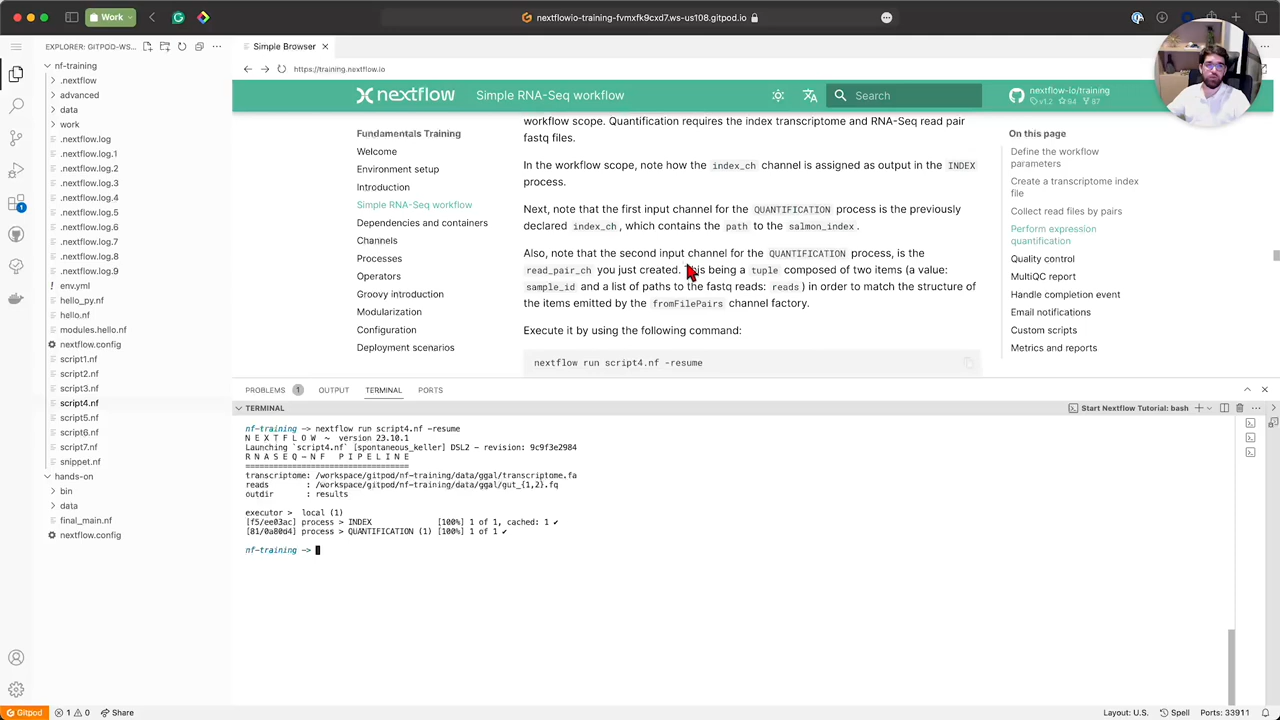 Work
nextflowio-training-fvmxfk9cxd7.ws-us108.gitpod.io
EXPLORER: GITPOD-WS...
nf-training
.nextflow
advanced
data
work
.nextflow.log
.nextflow.log.1
.nextflow.log.2
.nextflow.log.3
.nextflow.log.4
.nextflow.log.5
.nextflow.log.6
.nextflow.log.7
.nextflow.log.8
.nextflow.log.9
env.yml
hello_py.nf
hello.nf
modules.hello.nf
nextflow.config
script1.nf
script2.nf
script3.nf
script4.nf
script5.nf
script6.nf
script7.nf
snippet.nf
hands-on
bin
data
final_main.nf
nextflow.config
1
Simple Browser
https://training.nextflow.io
nextflow
Simple RNA-Seq workflow
Search
nextflow-io/training
v1.2 94 87
Fundamentals Training
Welcome
Environment setup
Introduction
Simple RNA-Seq workflow
Dependencies and containers
Channels
Processes
Operators
Groovy introduction
Modularization
Configuration
Deployment scenarios
workflow scope. Quantification requires the index transcriptome and RNA-Seq read pair
fastq files.
In the workflow scope, note how the index_ch channel is assigned as output in the INDEX
process.
Next, note that the first input channel for the QUANTIFICATION process is the previously
declared index_ch, which contains the path to the salmon_index.
Also, note that the second input channel for the QUANTIFICATION process, is the
read_pair_ch you just created. This being a tuple composed of two items (a value:
sample_id and a list of paths to the fastq reads: reads) in order to match the structure of
the items emitted by the fromFilePairs channel factory.
Execute it by using the following command:
nextflow run script4.nf -resume
On this page
Define the workflow
parameters
Create a transcriptome index
file
Collect read files by pairs
Perform expression
quantification
Quality control
MultiQC report
Handle completion event
Email notifications
Custom scripts
Metrics and reports
PROBLEMS 1 OUTPUT TERMINAL PORTS
TERMINAL
Start Nextflow Tutorial: bash
nf-training ~> nextflow run script4.nf -resume
N E X T F L O W ~ version 23.10.1
Launching `script4.nf` [spontaneous_keller] DSL2 - revision: 9c9f3e2984
R N A S E Q - N F P I P E L I N E
===================================
transcriptome: /workspace/gitpod/nf-training/data/ggal/transcriptome.fa
reads : /workspace/gitpod/nf-training/data/ggal/gut_{1,2}.fq
outdir : results
executor > local (1)
[f5/ee03ac] process > INDEX [100%] 1 of 1, cached: 1 ✔
[81/0a80d4] process > QUANTIFICATION (1) [100%] 1 of 1 ✔
nf-training ~>
Gitpod 1 0 Share
Layout: U.S. Spell Ports: 33911